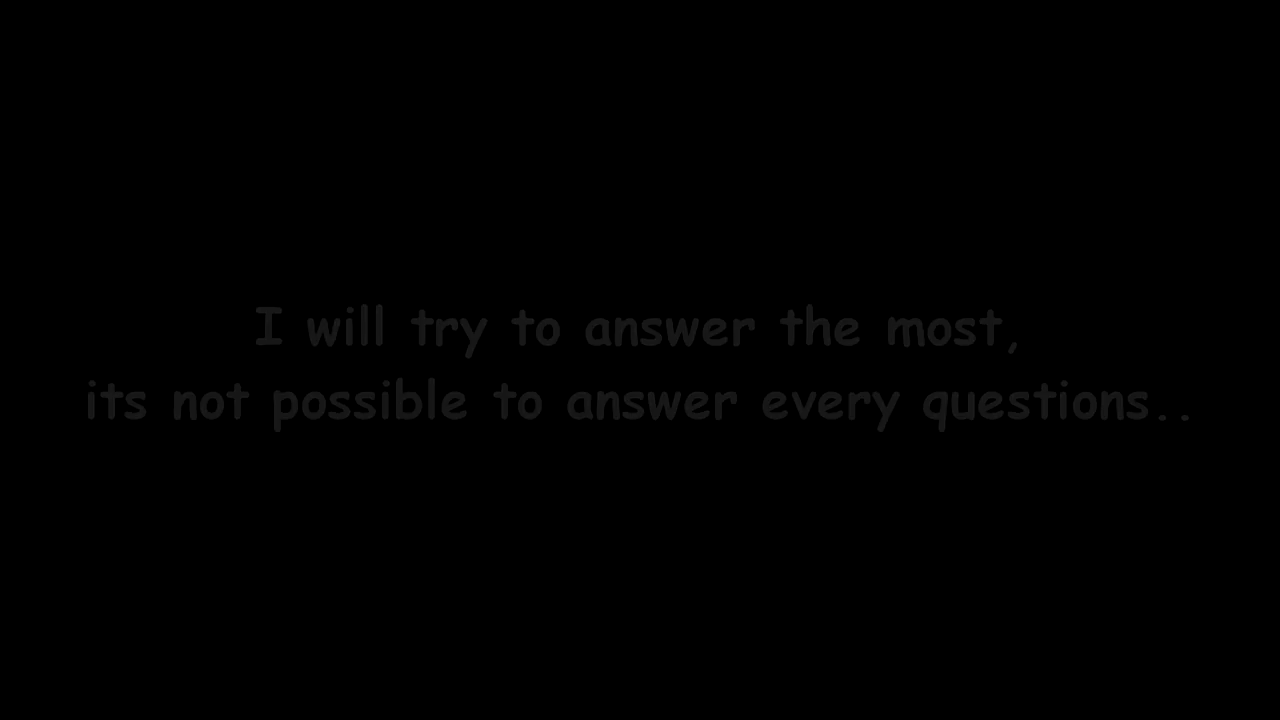 I will try to answer the most,
its not possible to answer every questions..